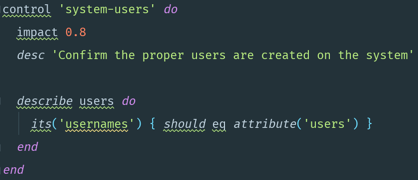 control 'system-users' do
impact 0.8
desc 'Confirm the proper users are created on the system'
describe users do
its('usernames') { should eq attribute('users') }
end
end